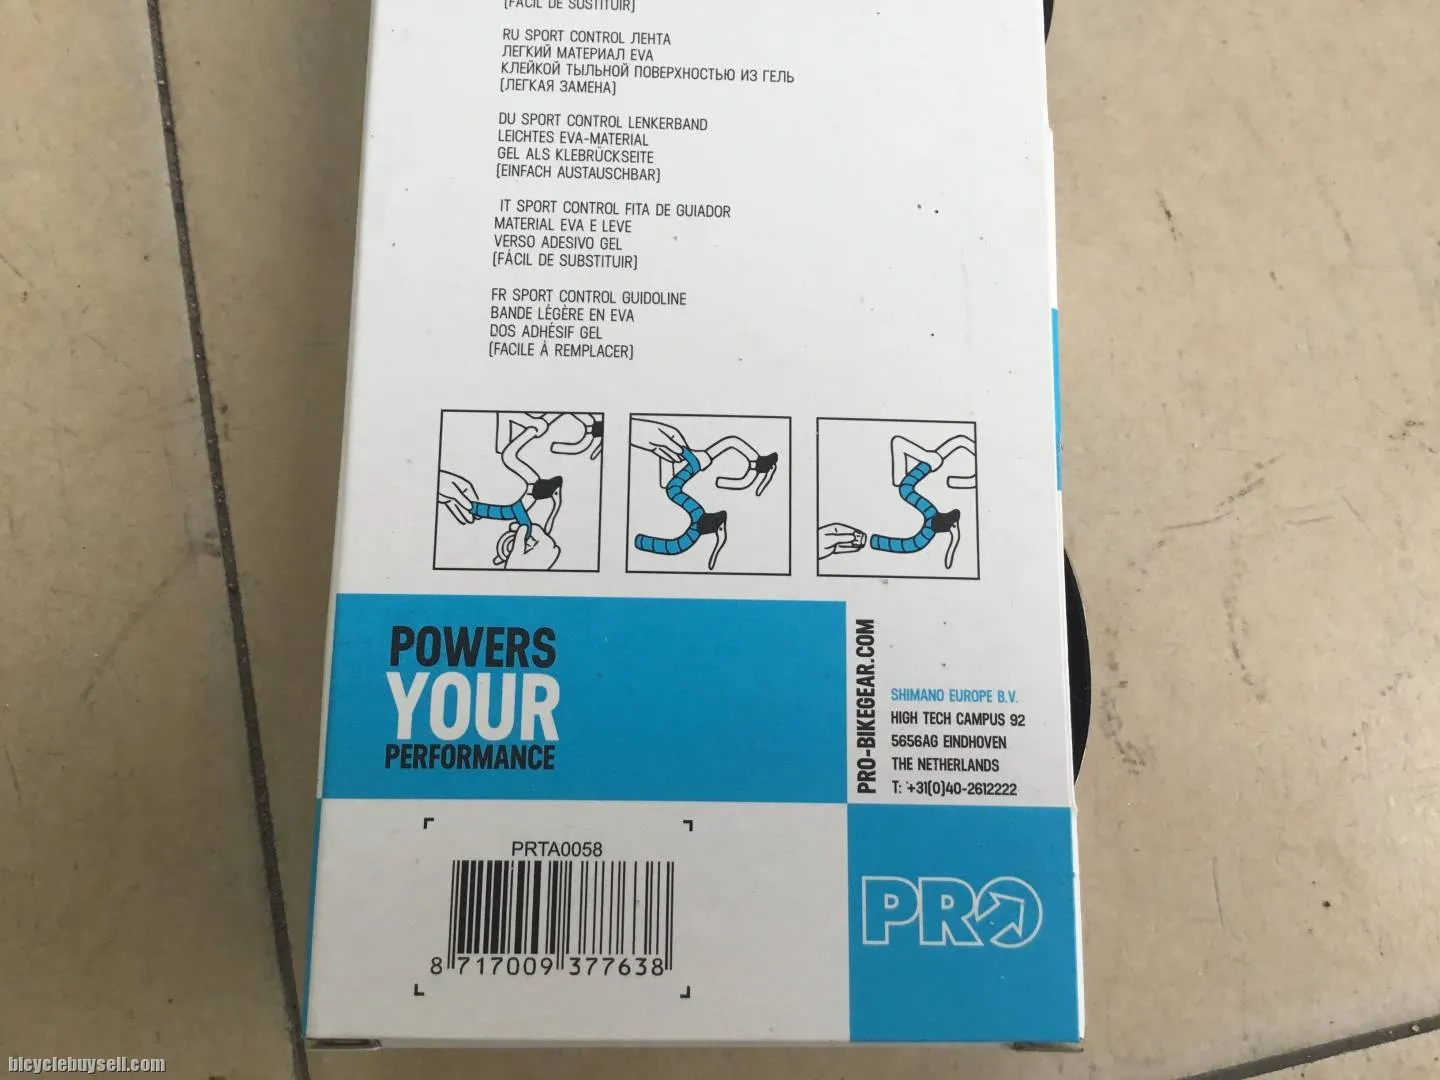 (FÁCIL DE SUSTITUIR)
RU SPORT CONTROL ЛЕНТА
ЛЕГКИЙ МАТЕРИАЛ EVA
КЛЕЙКОЙ ТЫЛЬНОЙ ПОВЕРХНОСТЬЮ ИЗ ГЕЛЬ
(ЛЕГКАЯ ЗАМЕНА)
DU SPORT CONTROL LENKERBAND
LEICHTES EVA-MATERIAL
GEL ALS KLEBRÜCKSEITE
(EINFACH AUSTAUSCHBAR)
IT SPORT CONTROL FITA DE GUIADOR
MATERIAL EVA E LEVE
VERSO ADESIVO GEL
(FÁCIL DE SUBSTITUIR)
FR SPORT CONTROL GUIDOLINE
BANDE LÉGÈRE EN EVA
DOS ADHÉSIF GEL
(FACILE À REMPLACER)
POWERS
YOUR
PERFORMANCE
PRO-BIKEGEAR.COM
SHIMANO EUROPE B.V.
HIGH TECH CAMPUS 92
5656AG EINDHOVEN
THE NETHERLANDS
T: +31(0)40-2612222
PRTA0058
8 717009 377638
PRO
bicyclebuysell.com